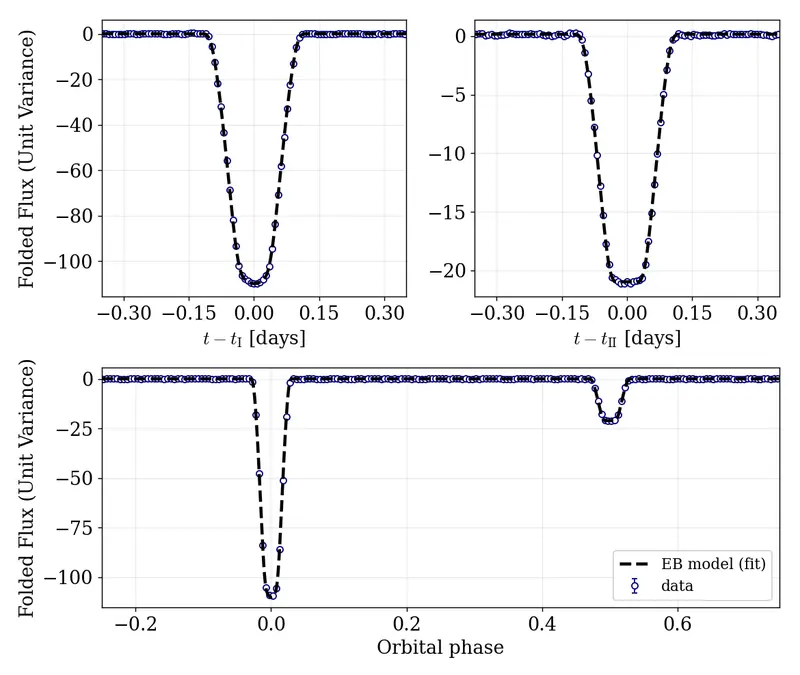 Folded Flux (Unit Variance)
0
−20
−40
−60
−80
−100
−0.30 −0.15 0.00 0.15 0.30
t − t_I [days]
0
−5
−10
−15
−20
−0.30 −0.15 0.00 0.15 0.30
t − t_II [days]
Folded Flux (Unit Variance)
0
−25
−50
−75
−100
−0.2 0.0 0.2 0.4 0.6
Orbital phase
EB model (fit)
data